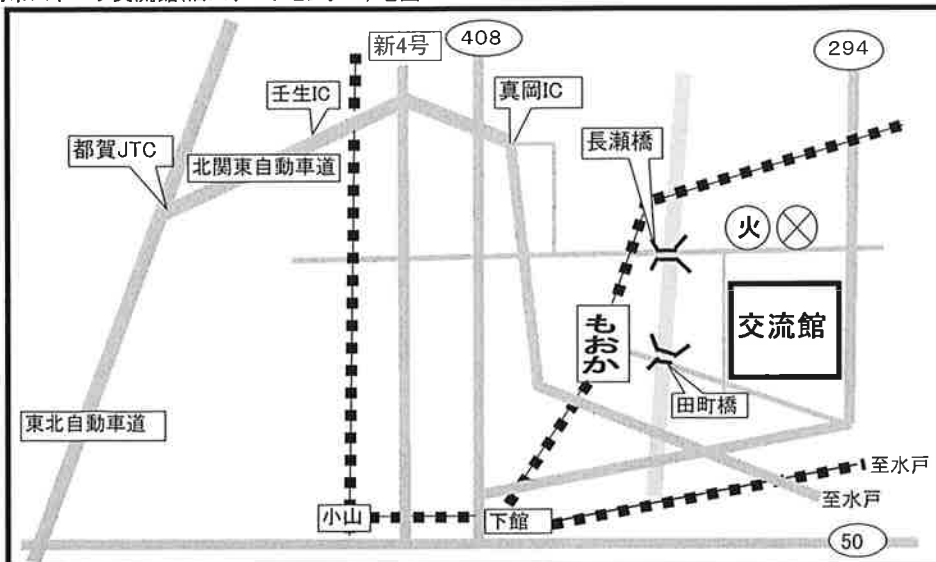 新4号
408
294
壬生IC
真岡IC
都賀JTC
北関東自動車道
長瀬橋
火
交流館
もおか
田町橋
東北自動車道
至水戸
至水戸
小山
下館
50